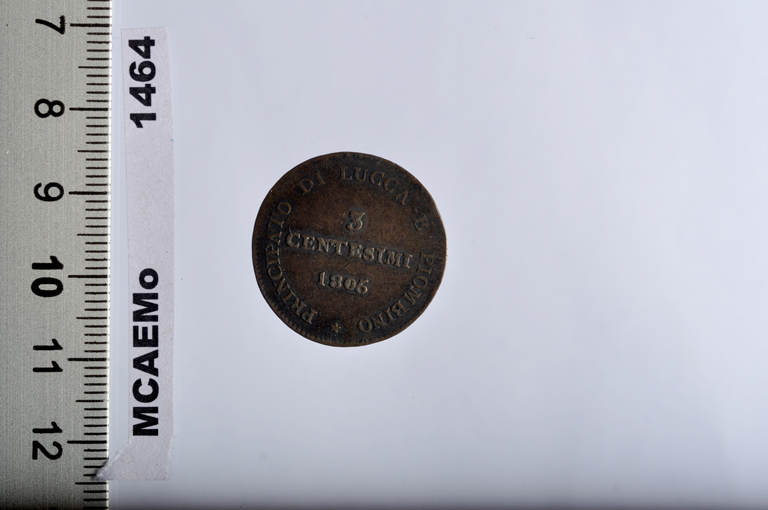 7
8
9
10
11
12
MCAEMo 1464
PRINCIPATO DI LUCCA E PIOMBINO *
3
CENTESIMI
1806